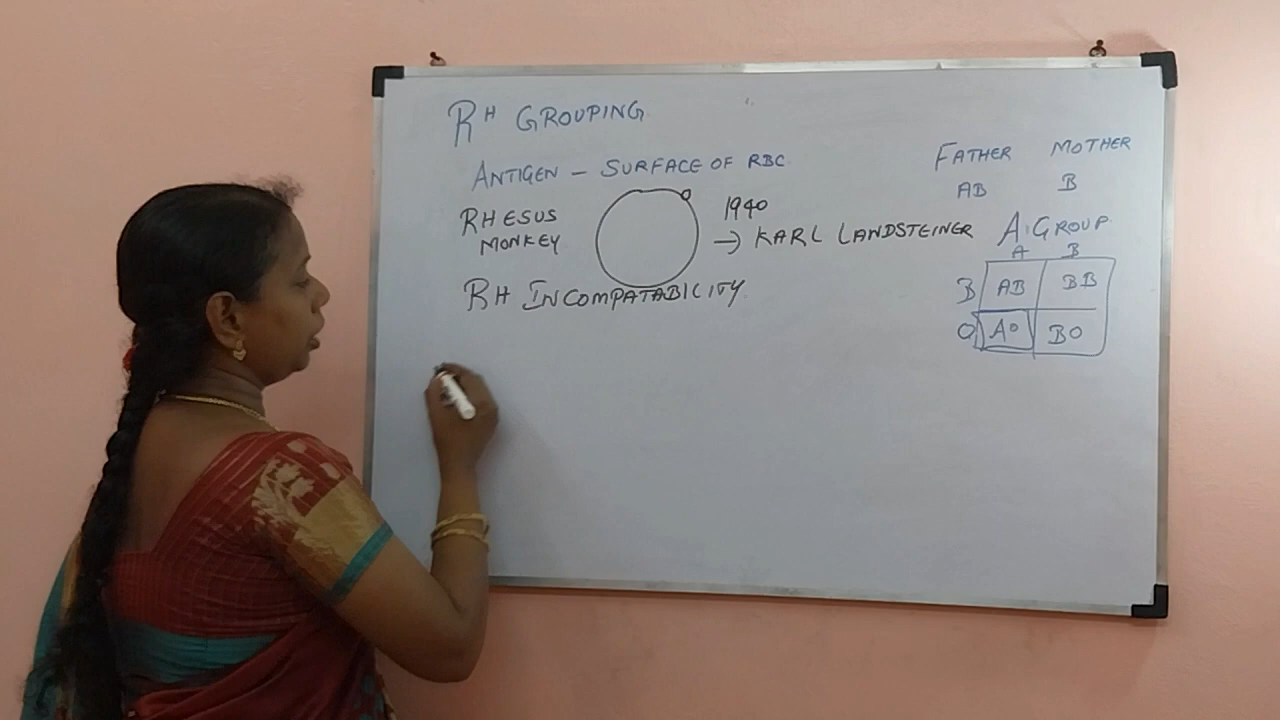 RH GROUPING
ANTIGEN – SURFACE OF RBC
RHESUS
MONKEY
1940
→ KARL LANDSTEINER
RH INCOMPATABILITY
FATHER MOTHER
AB B
A. GROUP
A B
B AB BB
O AO BO